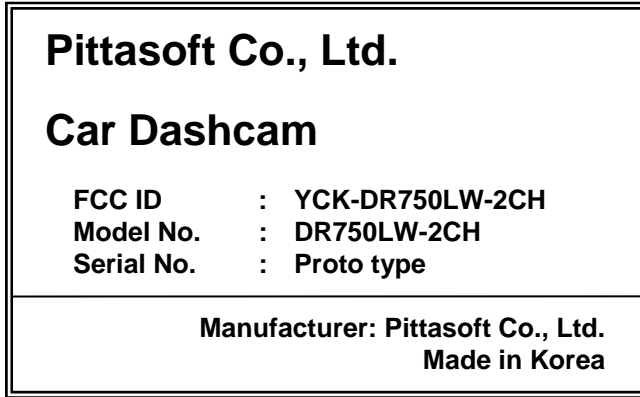 Pittasoft Co., Ltd.
Car Dashcam
FCC ID : YCK-DR750LW-2CH
Model No. : DR750LW-2CH
Serial No. : Proto type
Manufacturer: Pittasoft Co., Ltd.
Made in Korea